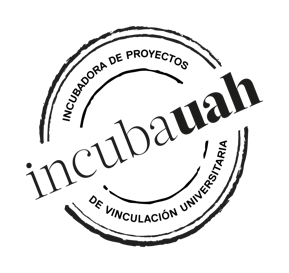 INCUBADORA DE PROYECTOS
incubauah
DE VINCULACIÓN UNIVERSITARIA